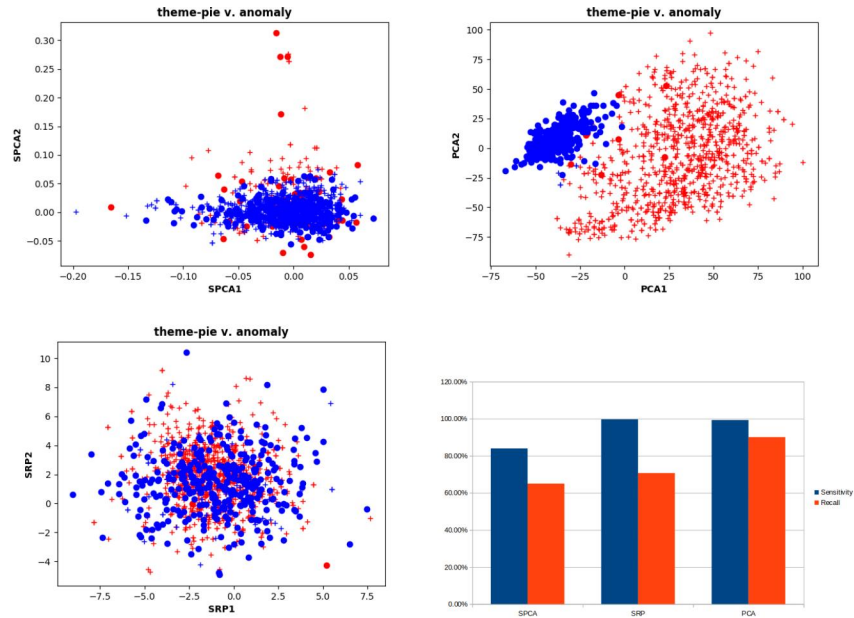 theme-pie v. anomaly
0.30
0.25
0.20
0.15
0.10
0.05
0.00
−0.05
SPCA2
−0.20 −0.15 −0.10 −0.05 0.00 0.05
SPCA1
theme-pie v. anomaly
100
75
50
25
0
−25
−50
−75
PCA2
−75 −50 −25 0 25 50 75 100
PCA1
theme-pie v. anomaly
10
8
6
4
2
0
−2
−4
SRP2
−7.5 −5.0 −2.5 0.0 2.5 5.0 7.5
SRP1
120.00%
100.00%
80.00%
60.00%
40.00%
20.00%
0.00%
SPCA SRP PCA
Sensitivity
Recall